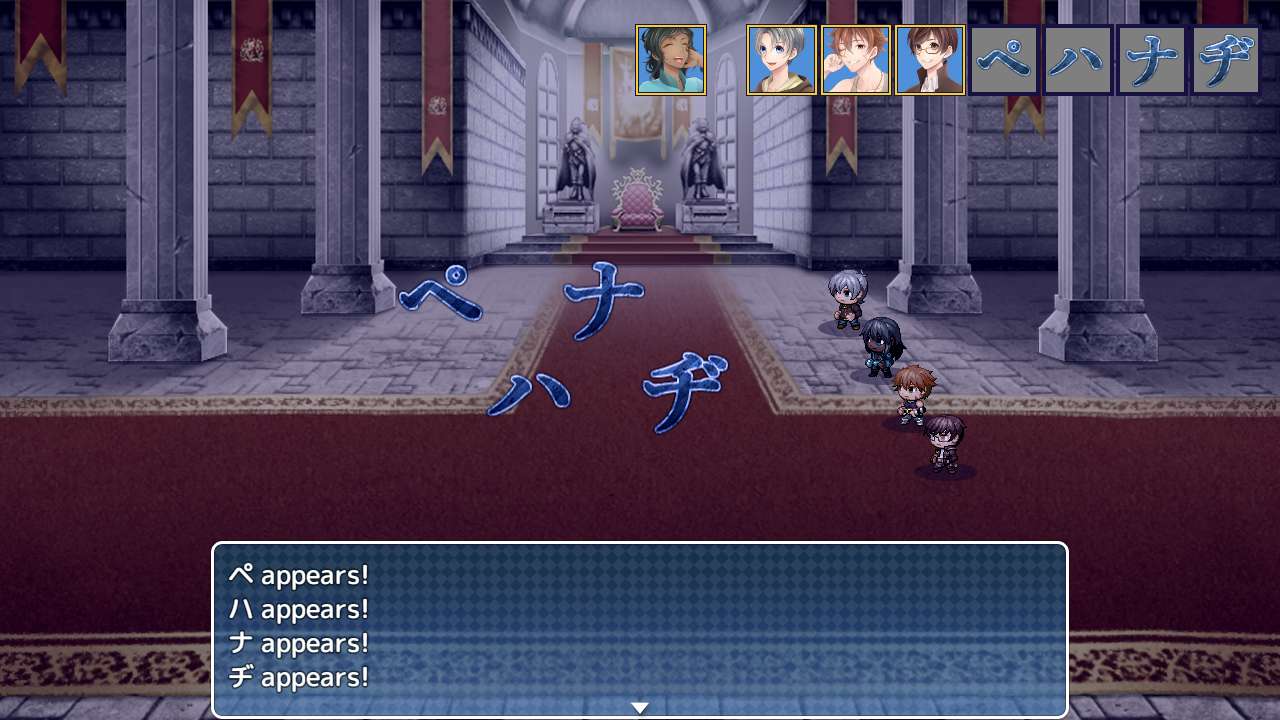 ペ ハ ナ ヂ
ペ ナ
ハ ヂ
ペ appears!
ハ appears!
ナ appears!
ヂ appears!